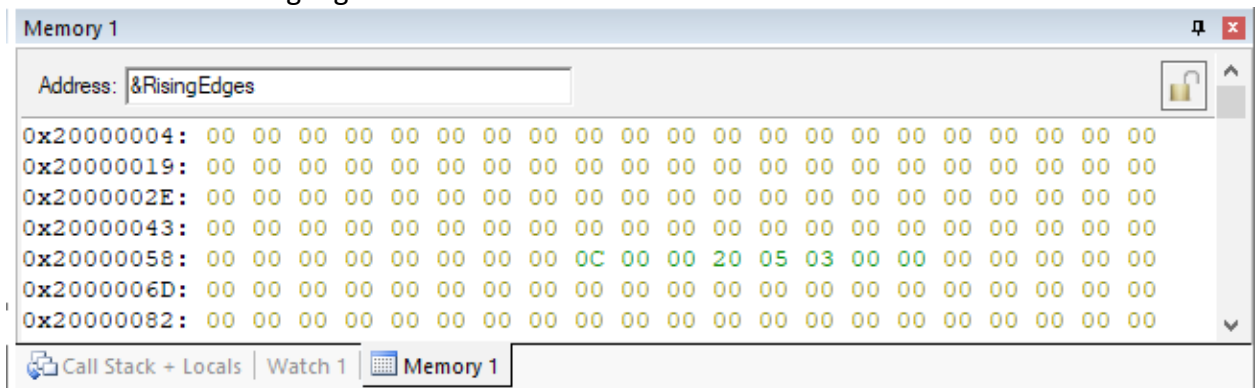 Memory 1
Address: &RisingEdges
0x20000004: 00 00 00 00 00 00 00 00 00 00 00 00 00 00 00 00 00 00 00 00 00
0x20000019: 00 00 00 00 00 00 00 00 00 00 00 00 00 00 00 00 00 00 00 00 00
0x2000002E: 00 00 00 00 00 00 00 00 00 00 00 00 00 00 00 00 00 00 00 00 00
0x20000043: 00 00 00 00 00 00 00 00 00 00 00 00 00 00 00 00 00 00 00 00 00
0x20000058: 00 00 00 00 00 00 00 00 0C 00 00 20 05 03 00 00 00 00 00 00 00
0x2000006D: 00 00 00 00 00 00 00 00 00 00 00 00 00 00 00 00 00 00 00 00 00
0x20000082: 00 00 00 00 00 00 00 00 00 00 00 00 00 00 00 00 00 00 00 00 00
Call Stack + Locals Watch 1 Memory 1